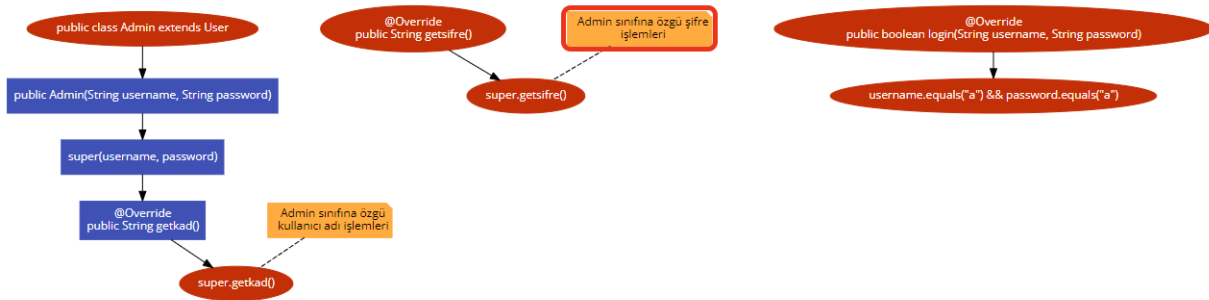 public class Admin extends User
public Admin(String username, String password)
super(username, password)
@Override
public String getkad()
Admin sınıfına özgü
kullanıcı adı işlemleri
super.getkad()
@Override
public String getsifre()
Admin sınıfına özgü şifre
işlemleri
super.getsifre()
@Override
public boolean login(String username, String password)
username.equals("a") && password.equals("a")